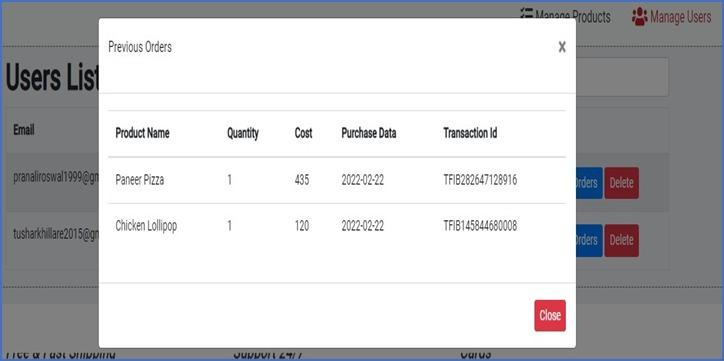 Manage Products Manage Users
Previous Orders x
Users List
Email
Product Name Quantity Cost Purchase Data Transaction Id
pranaliroswal1999@gm
Paneer Pizza 1 435 2022-02-22 TFIB282647128916
Orders Delete
tusharkhillare2015@gm
Chicken Lollipop 1 120 2022-02-22 TFIB145844680008
Orders Delete
Close
Free & Fast Shipping Support 24/7 Cards